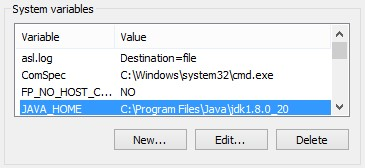 System variables
Variable Value
asl.log Destination=file
ComSpec C:\Windows\system32\cmd.exe
FP_NO_HOST_C... NO
JAVA_HOME C:\Program Files\Java\jdk1.8.0_20
New... Edit... Delete